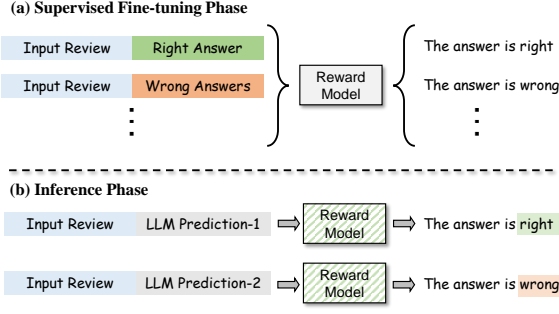 (a) Supervised Fine-tuning Phase
Input Review Right Answer
The answer is right
Input Review Wrong Answers
The answer is wrong
Reward
Model
(b) Inference Phase
Input Review LLM Prediction-1
Reward
Model
The answer is right
Input Review LLM Prediction-2
Reward
Model
The answer is wrong